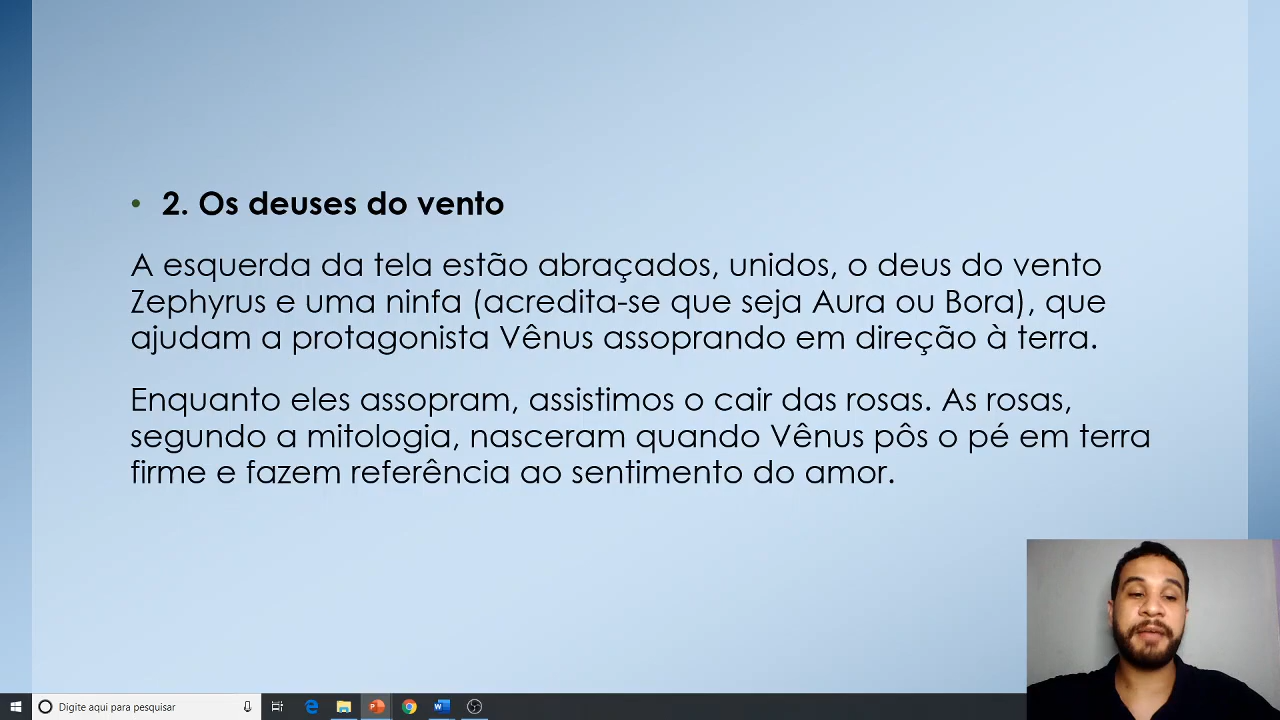 • 2. Os deuses do vento
A esquerda da tela estão abraçados, unidos, o deus do vento
Zephyrus e uma ninfa (acredita-se que seja Aura ou Bora), que
ajudam a protagonista Vênus assoprando em direção à terra.
Enquanto eles assopram, assistimos o cair das rosas. As rosas,
segundo a mitologia, nasceram quando Vênus pôs o pé em terra
firme e fazem referência ao sentimento do amor.
Digite aqui para pesquisar